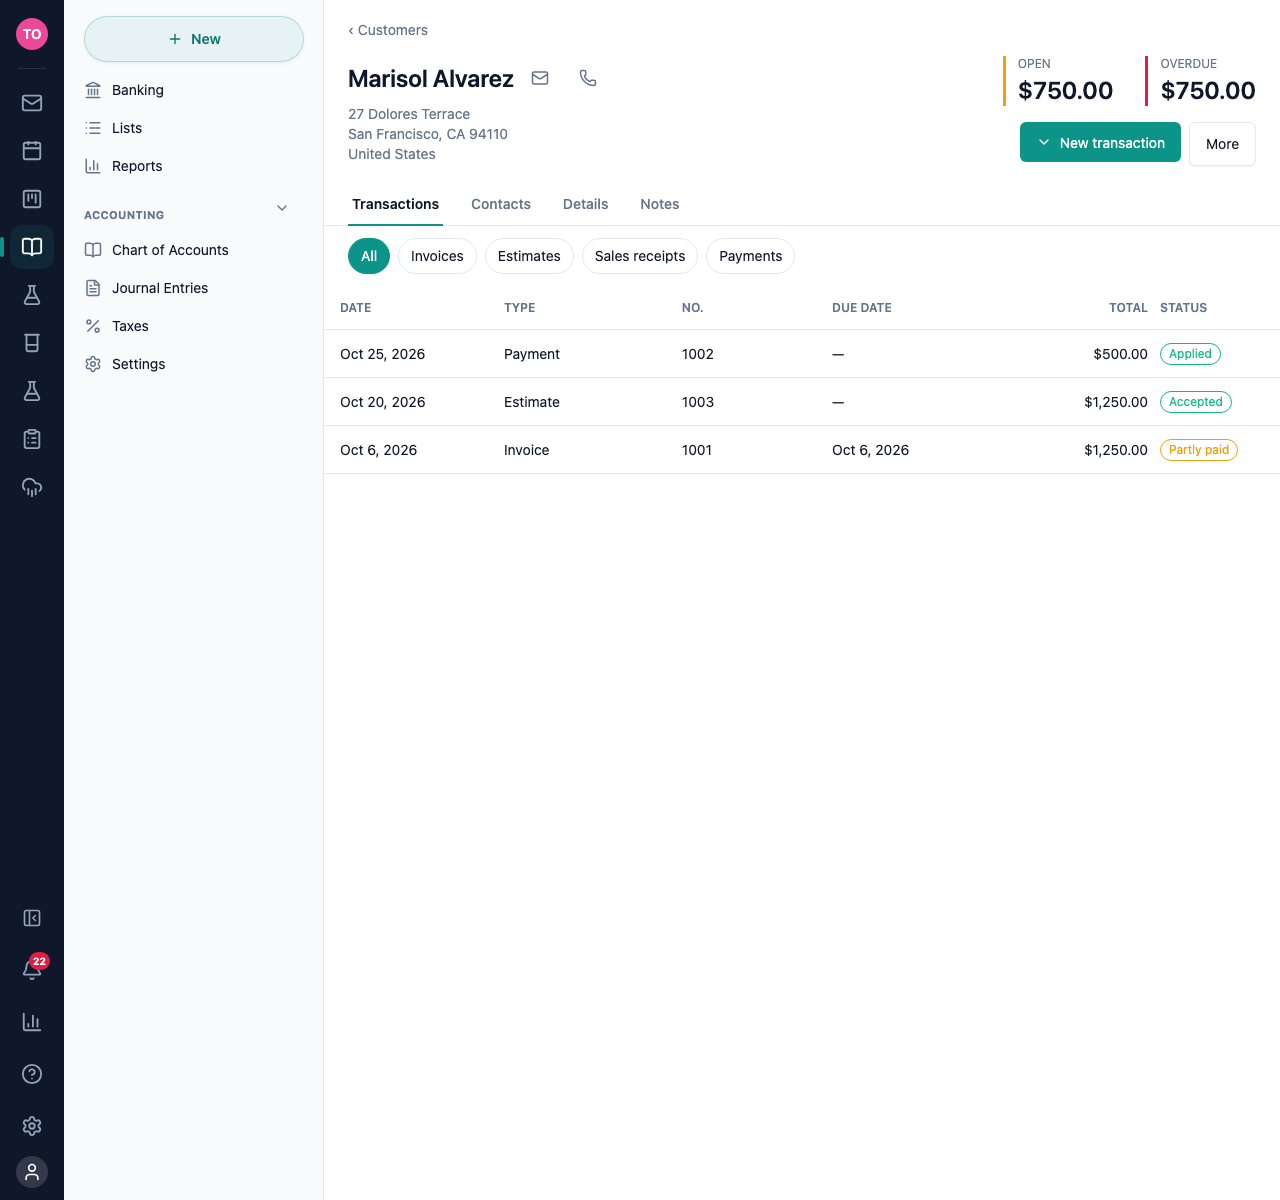 TO
22
New
Banking
Lists
Reports
ACCOUNTING
Chart of Accounts
Journal Entries
Taxes
Settings
‹ Customers
Marisol Alvarez
27 Dolores Terrace
San Francisco, CA 94110
United States
OPEN
$750.00
OVERDUE
$750.00
New transaction
More
Transactions Contacts Details Notes
All Invoices Estimates Sales receipts Payments
DATE TYPE NO. DUE DATE TOTAL STATUS
Oct 25, 2026 Payment 1002 — $500.00 Applied
Oct 20, 2026 Estimate 1003 — $1,250.00 Accepted
Oct 6, 2026 Invoice 1001 Oct 6, 2026 $1,250.00 Partly paid